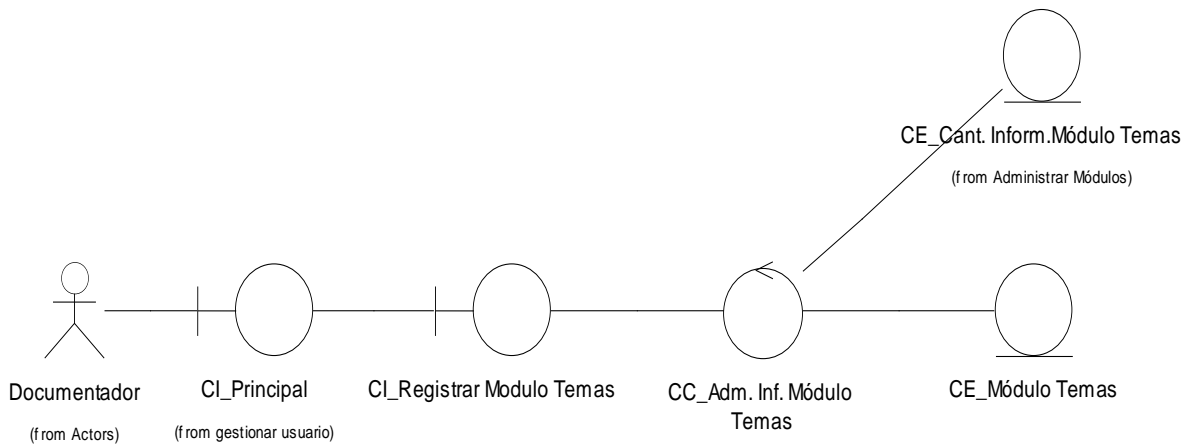 CE_Cant. Inform.Módulo Temas
(from Administrar Módulos)
Documentador
(from Actors)
CI_Principal
(from gestionar usuario)
CI_Registrar Modulo Temas
CC_Adm. Inf. Módulo
Temas
CE_Módulo Temas